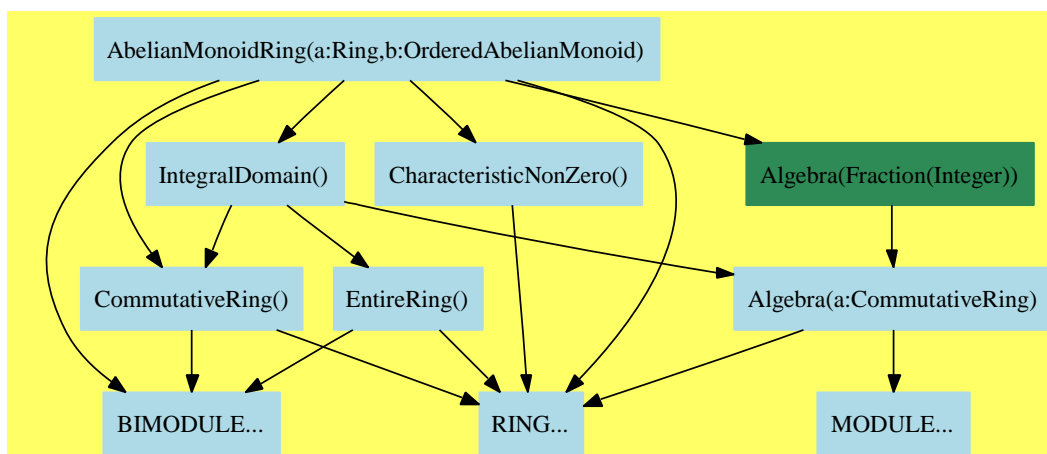 AbelianMonoidRing(a:Ring,b:OrderedAbelianMonoid)
IntegralDomain()
CharacteristicNonZero()
Algebra(Fraction(Integer))
CommutativeRing()
EntireRing()
Algebra(a:CommutativeRing)
BIMODULE...
RING...
MODULE...